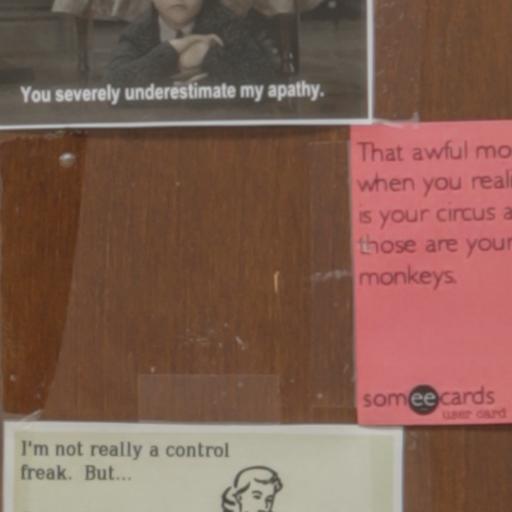 You severely underestimate my apathy.
That awful mo
when you reali
is your circus a
those are your
monkeys.
someecards
user card
I'm not really a control
freak. But...